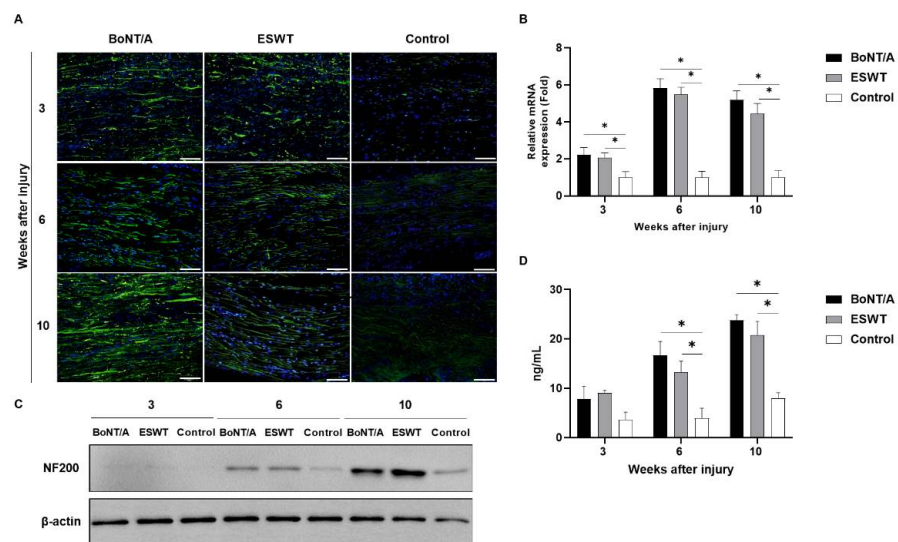 A
BoNT/A ESWT Control
Weeks after injury
3
6
10
B
Relative mRNA
expression (Fold)
8
6
4
2
0
* * * * * *
3 6 10
Weeks after injury
BoNT/A
ESWT
Control
C
3 6 10
BoNT/A ESWT Control BoNT/A ESWT Control BoNT/A ESWT Control
NF200
β-actin
D
ng/mL
30
20
10
0
* * * *
3 6 10
Weeks after injury
BoNT/A
ESWT
Control